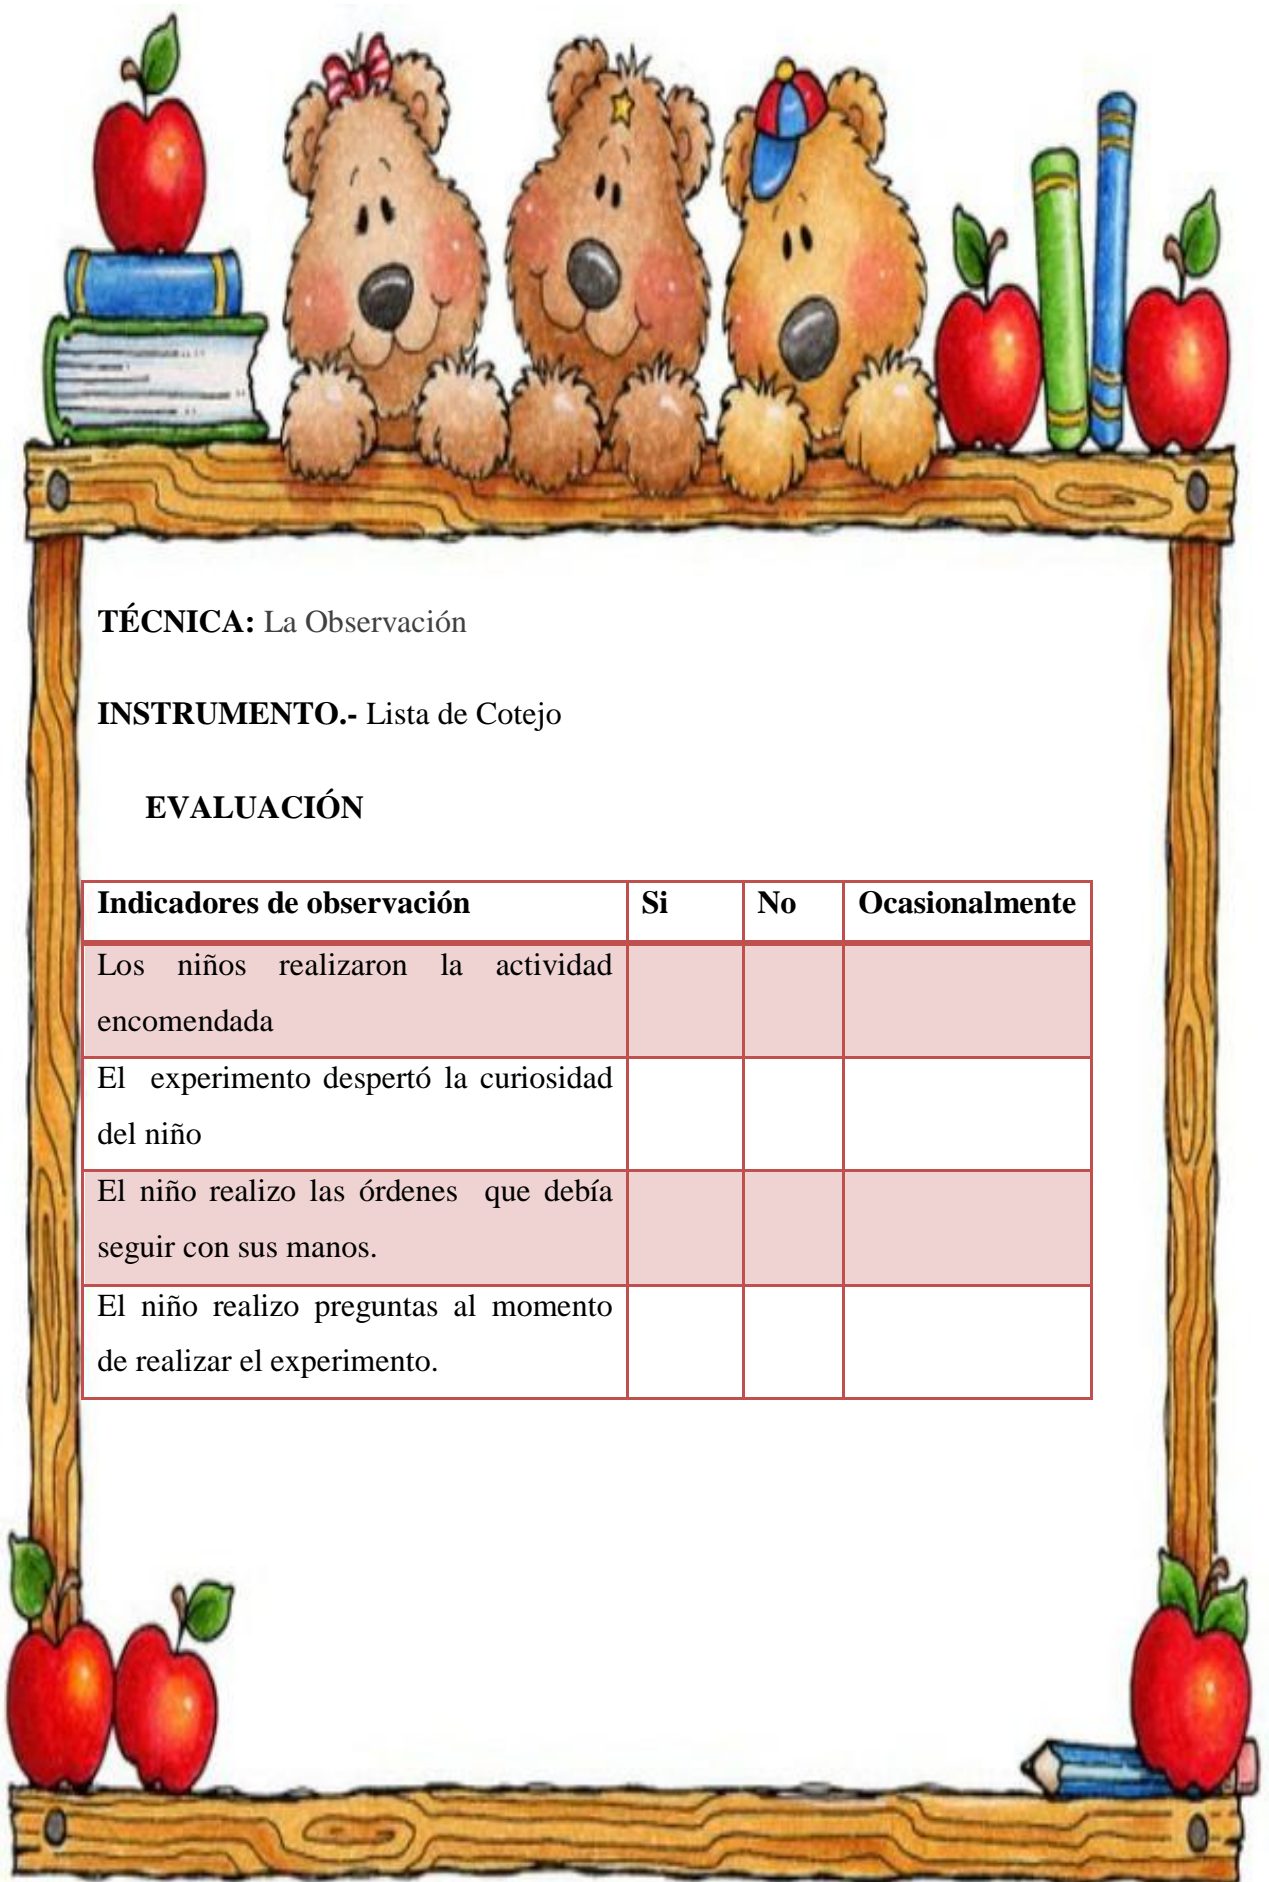 TÉCNICA: La Observación
INSTRUMENTO.- Lista de Cotejo
EVALUACIÓN
Indicadores de observación Si No Ocasionalmente
Los niños realizaron la actividad
encomendada
El experimento despertó la curiosidad
del niño
El niño realizo las órdenes que debía
seguir con sus manos.
El niño realizo preguntas al momento
de realizar el experimento.